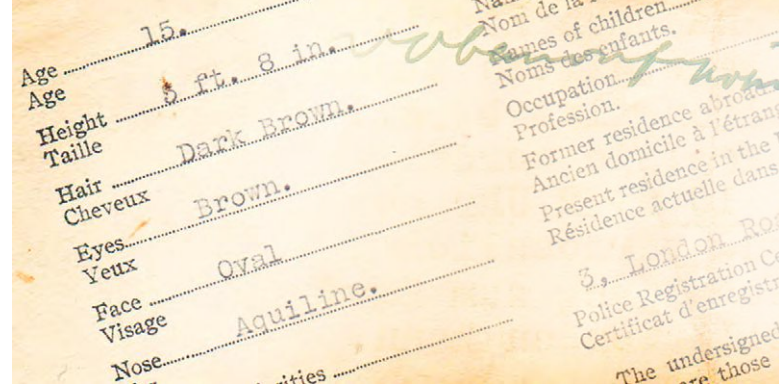 Age 15.
Age
Height 5 ft. 8 in.
Taille
Hair Dark Brown.
Cheveux
Eyes Brown.
Yeux
Face Oval
Visage
Nose Aquiline.
Nom de la
Names of children
Noms des enfants.
Occupation
Profession.
Former residence abroad
Ancien domicile à l'étran
Present residence in the
Résidence actuelle dans
3, London Ro
Police Registration Ce
Certificat d'enregistr
The undersigned
those